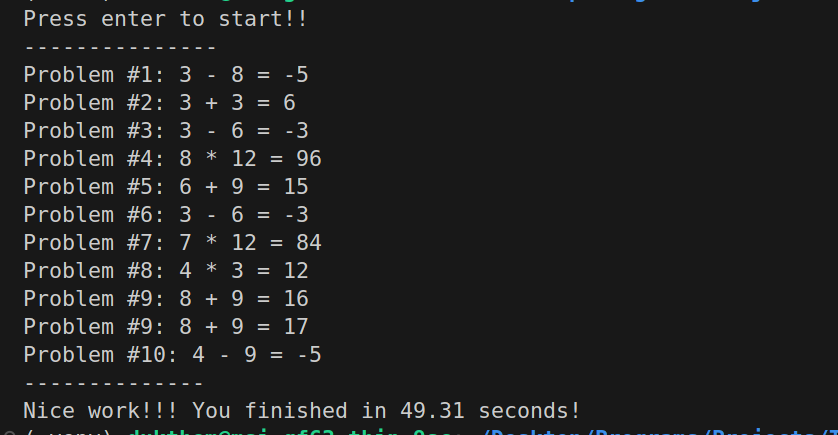 Press enter to start!!
---------------
Problem #1: 3 - 8 = -5
Problem #2: 3 + 3 = 6
Problem #3: 3 - 6 = -3
Problem #4: 8 * 12 = 96
Problem #5: 6 + 9 = 15
Problem #6: 3 - 6 = -3
Problem #7: 7 * 12 = 84
Problem #8: 4 * 3 = 12
Problem #9: 8 + 9 = 16
Problem #9: 8 + 9 = 17
Problem #10: 4 - 9 = -5
--------------
Nice work!!! You finished in 49.31 seconds!